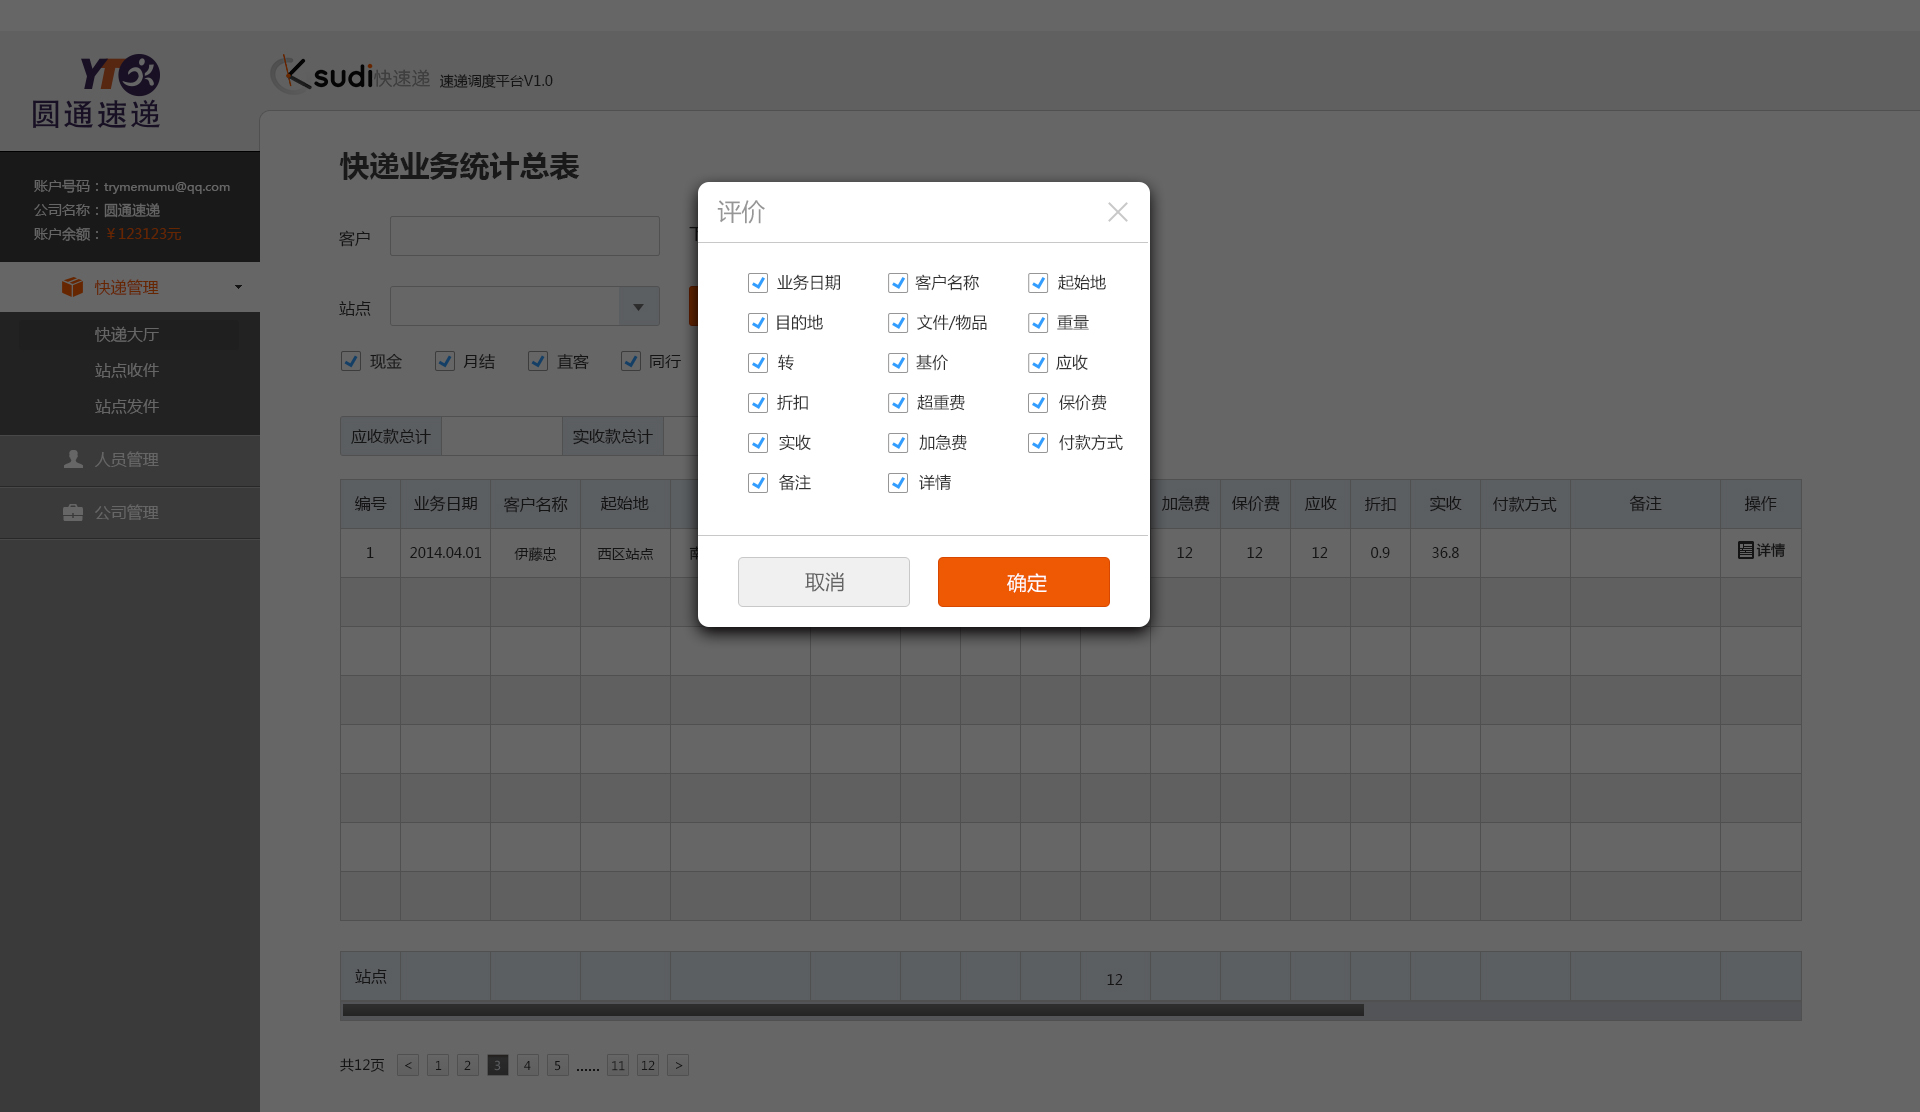 YTO
圆通速递
Ksudi快速递 速递调度平台V1.0
账户号码：trymemumu@qq.com
公司名称：圆通速递
账户余额：￥123123元
快递管理
快递大厅
站点收件
站点发件
人员管理
公司管理
快递业务统计总表
客户
站点
现金 月结 直客 同行
应收款总计 实收款总计
编号 业务日期 客户名称 起始地 加急费 保价费 应收 折扣 实收 付款方式 备注 操作
1 2014.04.01 伊藤忠 西区站点 12 12 12 0.9 36.8 详情
站点 12
共12页 < 1 2 3 4 5 ...... 11 12 >
评价
业务日期 客户名称 起始地
目的地 文件/物品 重量
转 基价 应收
折扣 超重费 保价费
实收 加急费 付款方式
备注 详情
取消 确定